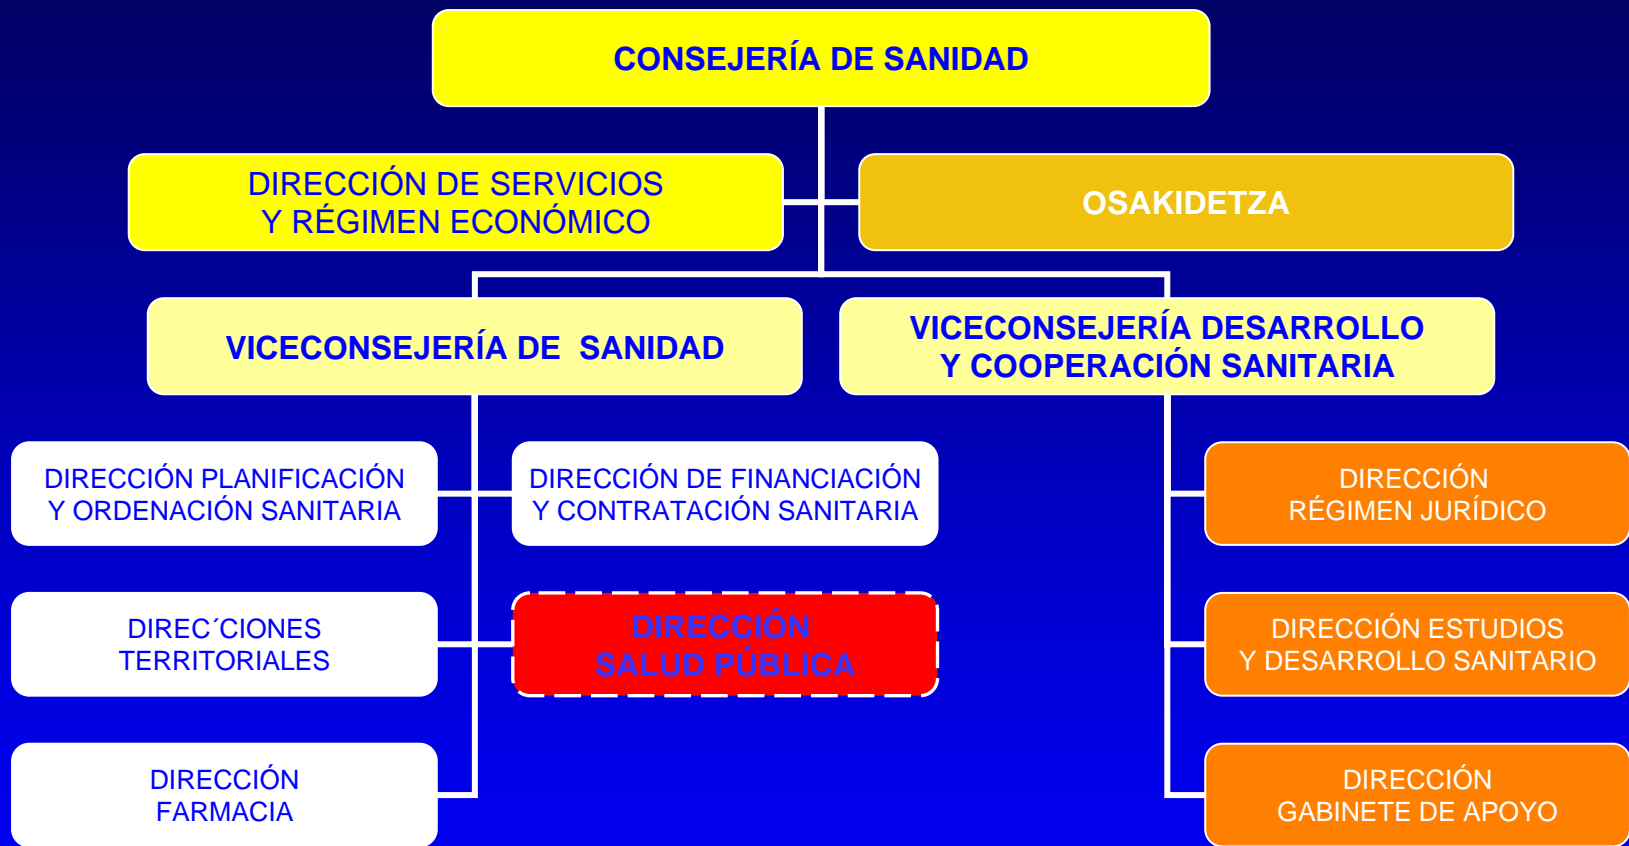 CONSEJERÍA DE SANIDAD
DIRECCIÓN DE SERVICIOS
Y RÉGIMEN ECONÓMICO
OSAKIDETZA
VICECONSEJERÍA DE SANIDAD
VICECONSEJERÍA DESARROLLO
Y COOPERACIÓN SANITARIA
DIRECCIÓN PLANIFICACIÓN
Y ORDENACIÓN SANITARIA
DIRECCIÓN DE FINANCIACIÓN
Y CONTRATACIÓN SANITARIA
DIRECCIÓN
RÉGIMEN JURÍDICO
DIREC´CIONES
TERRITORIALES
DIRECCIÓN
SALUD PÚBLICA
DIRECCIÓN ESTUDIOS
Y DESARROLLO SANITARIO
DIRECCIÓN
FARMACIA
DIRECCIÓN
GABINETE DE APOYO